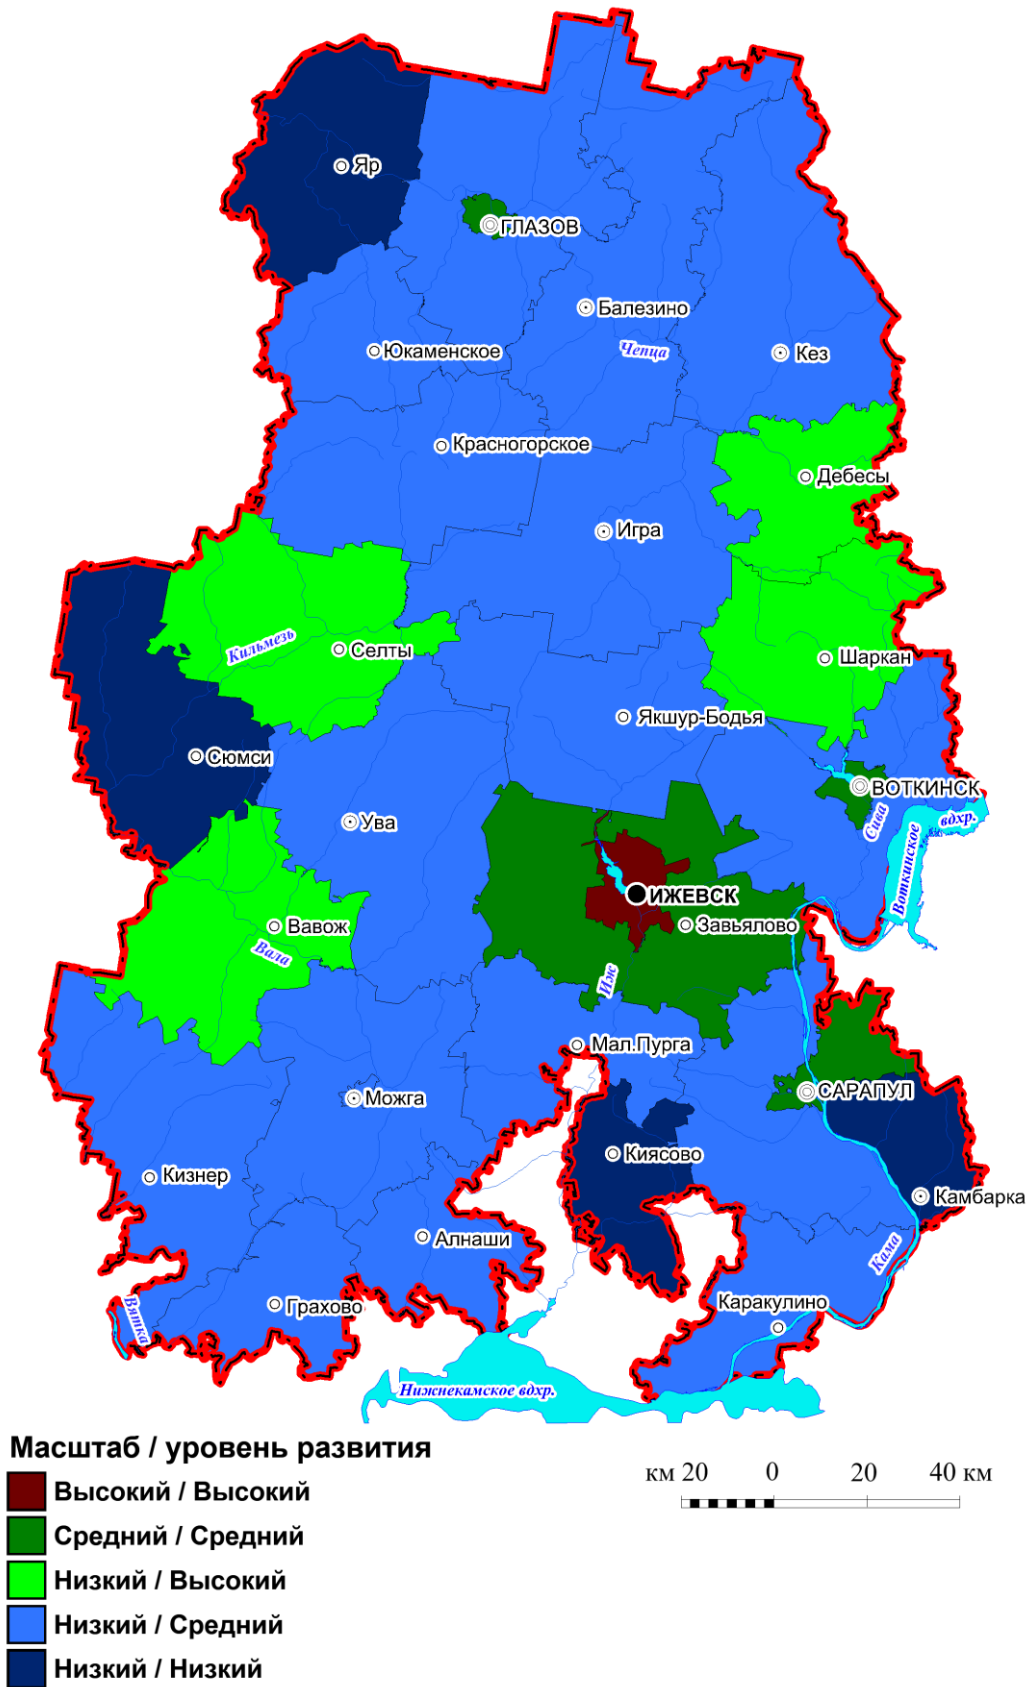 Яр
ГЛАЗОВ
Балезино
Чепца
Юкаменское
Кез
Красногорское
Дебесы
Игра
Кильмезь
Селты
Шаркан
Якшур-Бодья
Сюмси
ВОТКИНСК
Ува
Сива
Воткинское
вдхр.
ИЖЕВСК
Завьялово
Вавож
Вала
Иж
Мал.Пурга
Можга
САРАПУЛ
Киясово
Кизнер
Камбарка
Алнаши
Кама
Грахово
Вятка
Каракулино
Нижнекамское вдхр.
Масштаб / уровень развития
км 20 0 20 40 км
Высокий / Высокий
Средний / Средний
Низкий / Высокий
Низкий / Средний
Низкий / Низкий